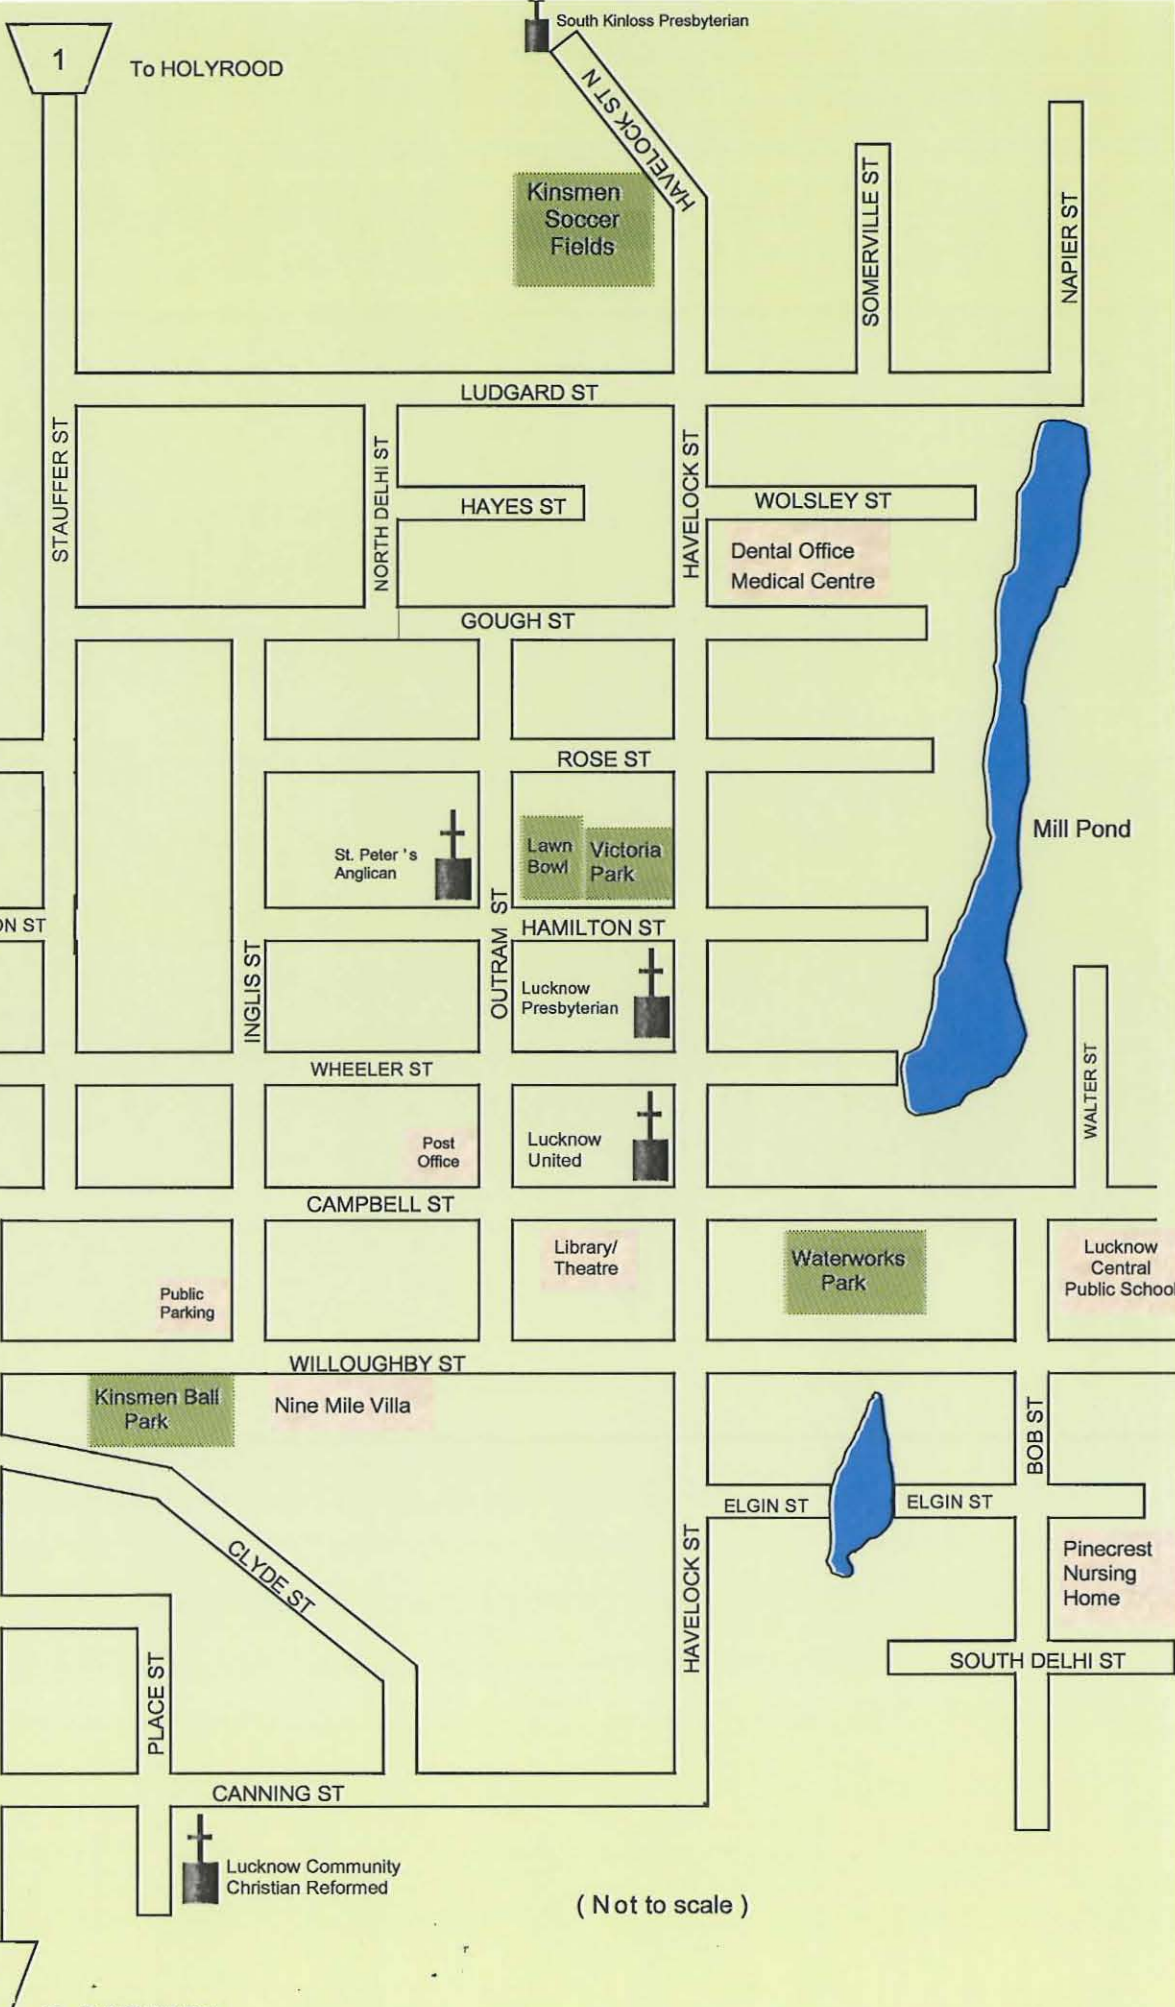 South Kinloss Presbyterian
1
To HOLYROOD
HAVELOCK ST N
Kinsmen
Soccer
Fields
SOMERVILLE ST
NAPIER ST
LUDGARD ST
STAUFFER ST
NORTH DELHI ST
HAVELOCK ST
HAYES ST
WOLSLEY ST
Dental Office
Medical Centre
GOUGH ST
ROSE ST
Mill Pond
St. Peter 's
Anglican
Lawn
Bowl
Victoria
Park
ON ST
OUTRAM ST
HAMILTON ST
INGLIS ST
Lucknow
Presbyterian
WHEELER ST
WALTER ST
Post
Office
Lucknow
United
CAMPBELL ST
Library/
Theatre
Waterworks
Park
Lucknow
Central
Public School
Public
Parking
WILLOUGHBY ST
Kinsmen Ball
Park
Nine Mile Villa
BOB ST
ELGIN ST
ELGIN ST
CLYDE ST
HAVELOCK ST
Pinecrest
Nursing
Home
PLACE ST
SOUTH DELHI ST
CANNING ST
Lucknow Community
Christian Reformed
( Not to scale )